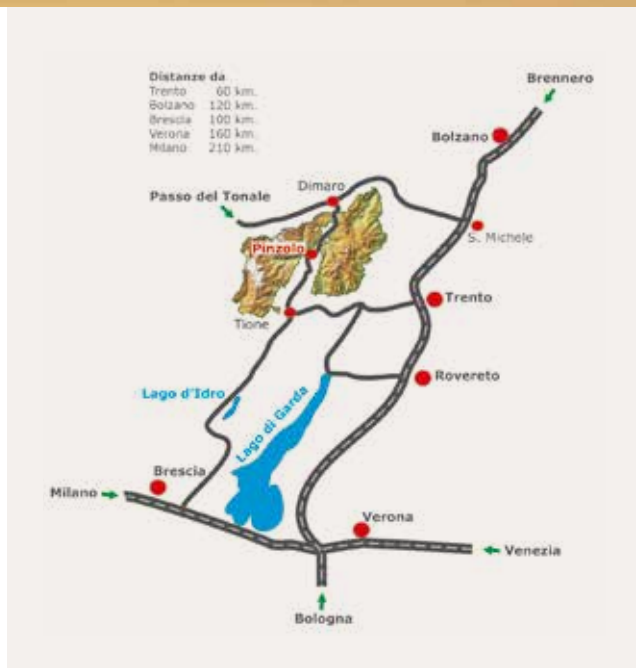 Distanze da
Trento 60 km.
Bolzano 120 km.
Brescia 100 km.
Verona 160 km.
Milano 210 km.
Brennero
Bolzano
Dimaro
Passo del Tonale
S. Michele
Pinzolo
Trento
Tione
Rovereto
Lago d'Idro
Lago di Garda
Brescia
Milano
Verona
Venezia
Bologna